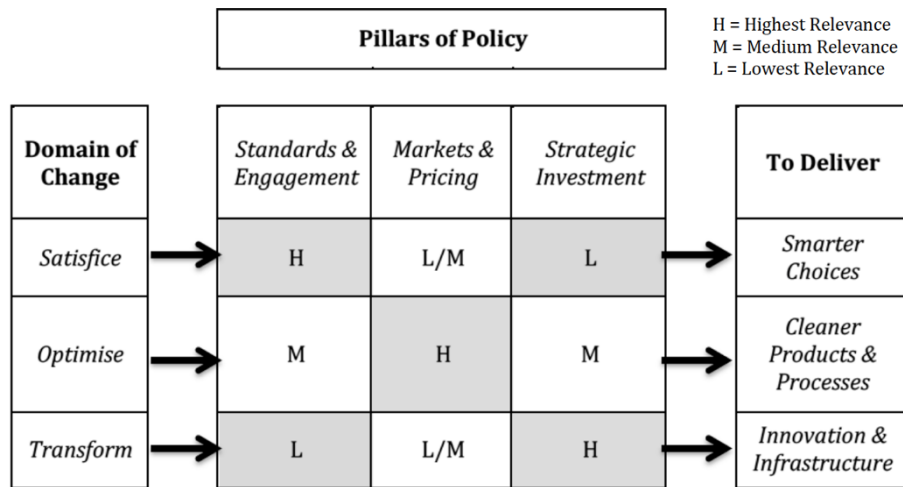 Pillars of Policy
H = Highest Relevance
M = Medium Relevance
L = Lowest Relevance
Domain of
Change
Standards &
Engagement
Markets &
Pricing
Strategic
Investment
To Deliver
Satisfice
H
L/M
L
Smarter
Choices
Optimise
M
H
M
Cleaner
Products &
Processes
Transform
L
L/M
H
Innovation &
Infrastructure